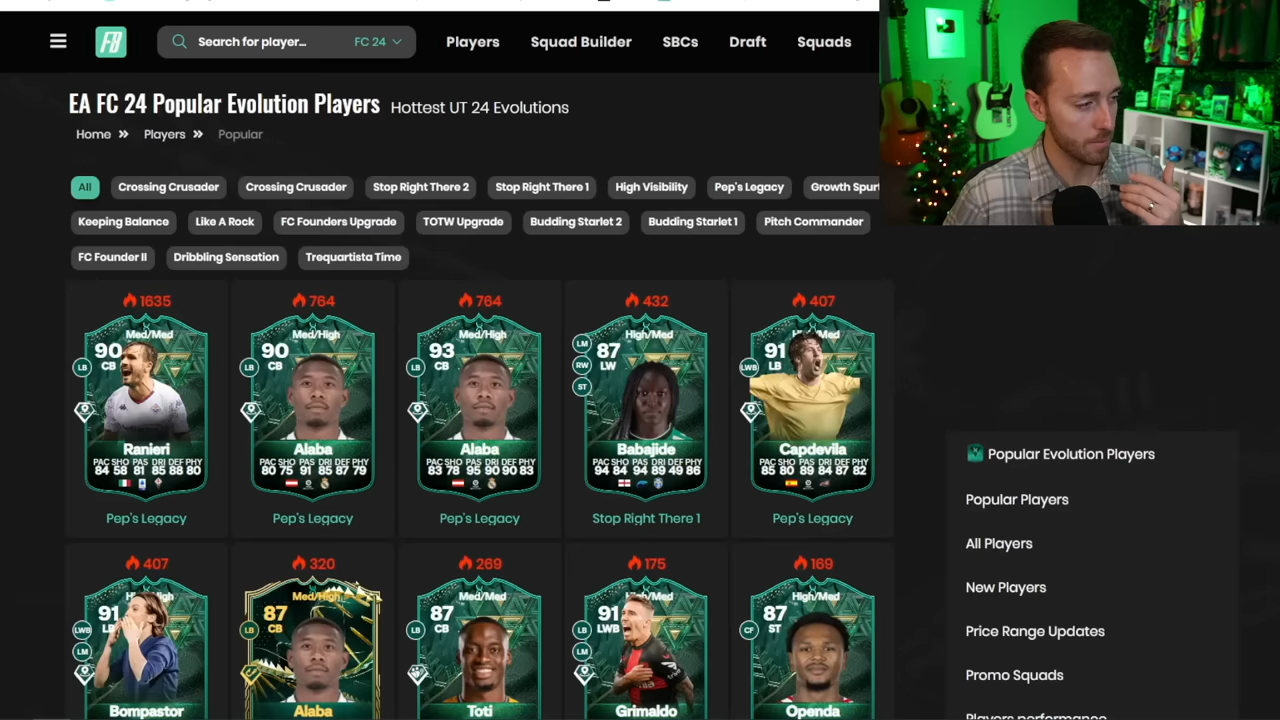 FB
Search for player...
FC 24
Players
Squad Builder
SBCs
Draft
Squads
EA FC 24 Popular Evolution Players
Hottest UT 24 Evolutions
Home
Players
Popular
All
Crossing Crusader
Crossing Crusader
Stop Right There 2
Stop Right There 1
High Visibility
Pep's Legacy
Growth Spurt
Keeping Balance
Like A Rock
FC Founders Upgrade
TOTW Upgrade
Budding Starlet 2
Budding Starlet 1
Pitch Commander
FC Founder II
Dribbling Sensation
Trequartista Time
1635
Med/Med
90
CB
LB
Ranieri
PAC SHO PAS DRI DEF PHY
84 58 81 85 88 80
Pep's Legacy
764
Med/High
90
CB
LB
Alaba
PAC SHO PAS DRI DEF PHY
80 75 91 85 87 79
Pep's Legacy
764
Med/High
93
CB
LB
Alaba
PAC SHO PAS DRI DEF PHY
83 78 95 90 90 83
Pep's Legacy
432
High/Med
87
LW
LM
RW
ST
Babajide
PAC SHO PAS DRI DEF PHY
94 84 94 89 49 86
Stop Right There 1
407
High/Med
91
LB
LWB
Capdevila
PAC SHO PAS DRI DEF PHY
85 80 89 84 87 82
Pep's Legacy
407
High/Med
91
LB
LWB
LM
Bompastor
320
Med/High
87
CB
LB
Alaba
269
Med/Med
87
CB
LB
Toti
175
High/Med
91
LWB
LB
LM
Grimaldo
169
High/Med
87
ST
CF
Openda
Popular Evolution Players
Popular Players
All Players
New Players
Price Range Updates
Promo Squads
Players performance